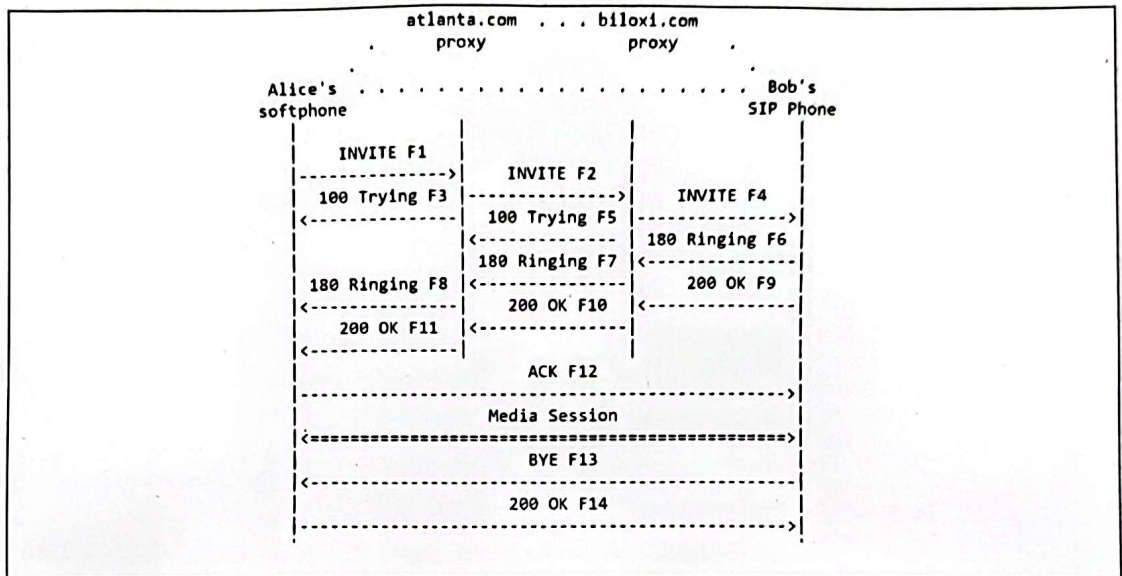 atlanta.com . . . biloxi.com
. proxy proxy .
. .
Alice's . . . . . . . . . . . . . . . . . . . . Bob's
softphone SIP Phone
| | | |
| INVITE F1 | | |
|--------------->| INVITE F2 | |
| 100 Trying F3 |--------------->| INVITE F4 |
|<---------------| 100 Trying F5 |--------------->|
| |<-------------- | 180 Ringing F6 |
| | 180 Ringing F7 |<---------------|
| 180 Ringing F8 |<---------------| 200 OK F9 |
|<---------------| 200 OK F10 |<---------------|
| 200 OK F11 |<---------------| |
|<---------------| | |
| ACK F12 |
|------------------------------------------------->|
| Media Session |
|<================================================>|
| BYE F13 |
|<-------------------------------------------------|
| 200 OK F14 |
|------------------------------------------------->|
| |